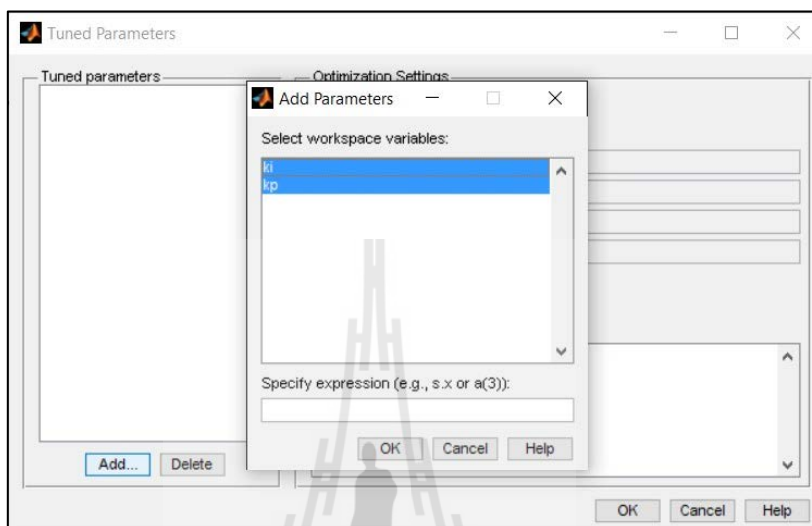 Tuned Parameters
Tuned parameters
Optimization Settings
Add Parameters
Select workspace variables:
ki
kp
Specify expression (e.g., s.x or a(3)):
OK Cancel Help
Add... Delete
OK Cancel Help